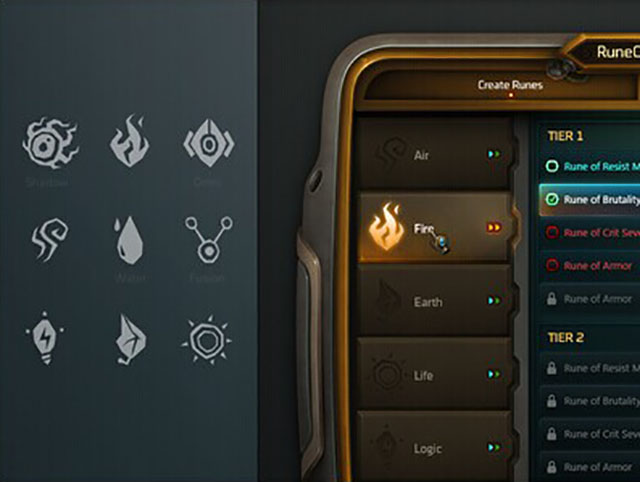 Shadow
Water
Fusion
RuneC
Create Runes
Air
Fire
Earth
Life
Logic
TIER 1
Rune of Resist M
Rune of Brutality
Rune of Crit Seve
Rune of Armor
Rune of Armor
TIER 2
Rune of Resist M
Rune of Brutality
Rune of Crit Seve
Rune of Armor